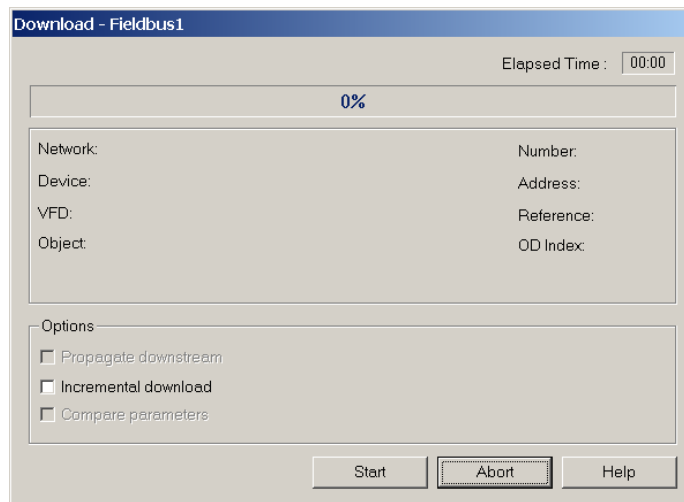 Download - Fieldbus1
Elapsed Time : 00:00
0%
Network:
Number:
Device:
Address:
VFD:
Reference:
Object:
OD Index:
Options
Propagate downstream
Incremental download
Compare parameters
Start Abort Help